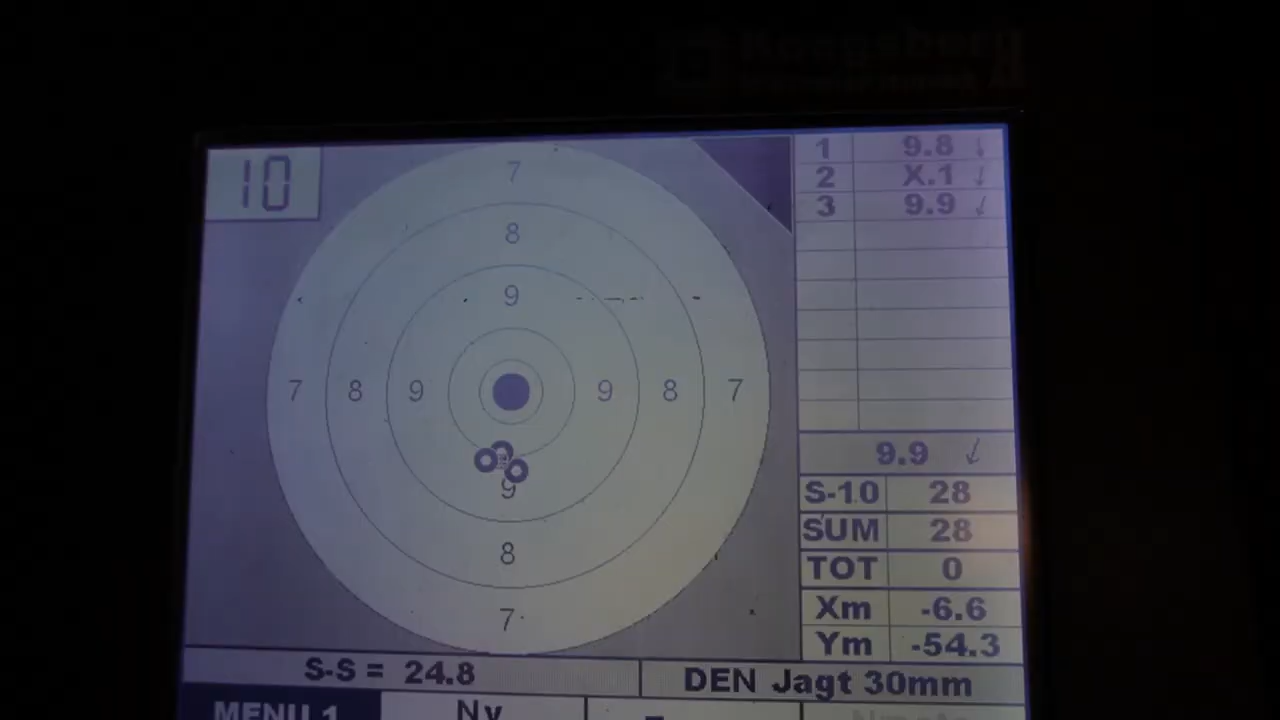 Kongsberg
10
7
8
9
7 8 9 9 8 7
9
8
7
1 9.8
2 X.1
3 9.9
9.9
S-10 28
SUM 28
TOT 0
Xm -6.6
Ym -54.3
S-S = 24.8
DEN Jagt 30mm
MENU 1
Ny